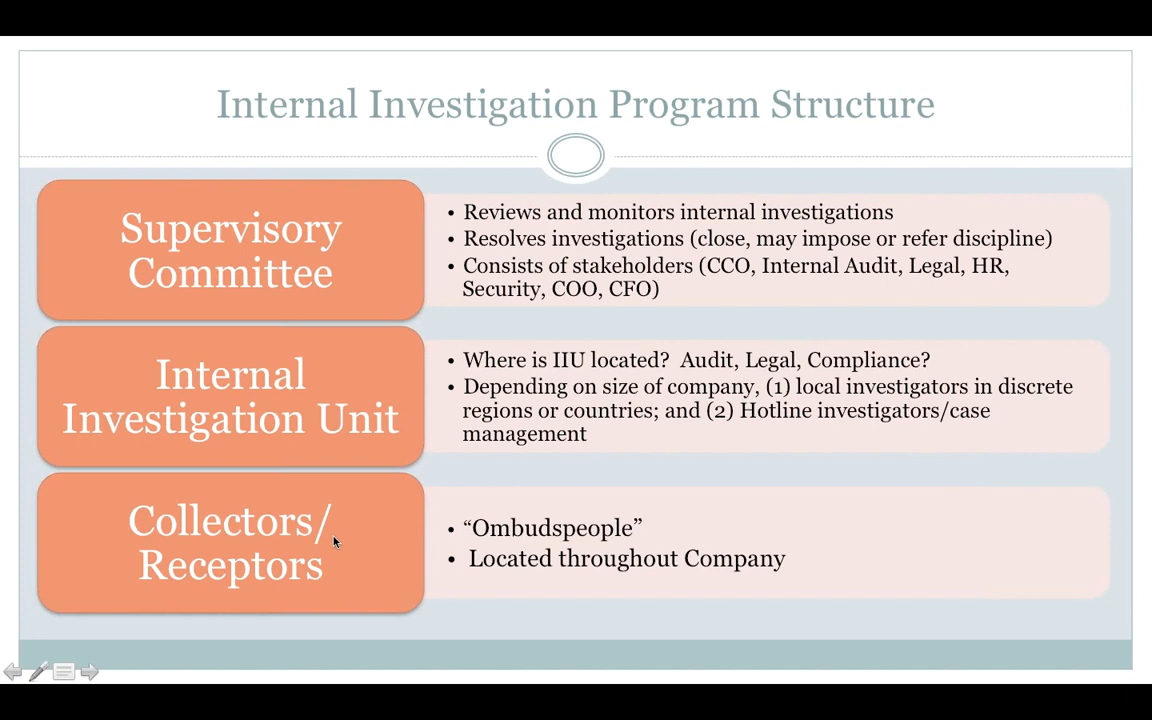 Internal Investigation Program Structure
Supervisory
Committee
• Reviews and monitors internal investigations
• Resolves investigations (close, may impose or refer discipline)
• Consists of stakeholders (CCO, Internal Audit, Legal, HR,
Security, COO, CFO)
Internal
Investigation Unit
• Where is IIU located?  Audit, Legal, Compliance?
• Depending on size of company, (1) local investigators in discrete
regions or countries; and (2) Hotline investigators/case
management
Collectors/
Receptors
• “Ombudspeople”
• Located throughout Company